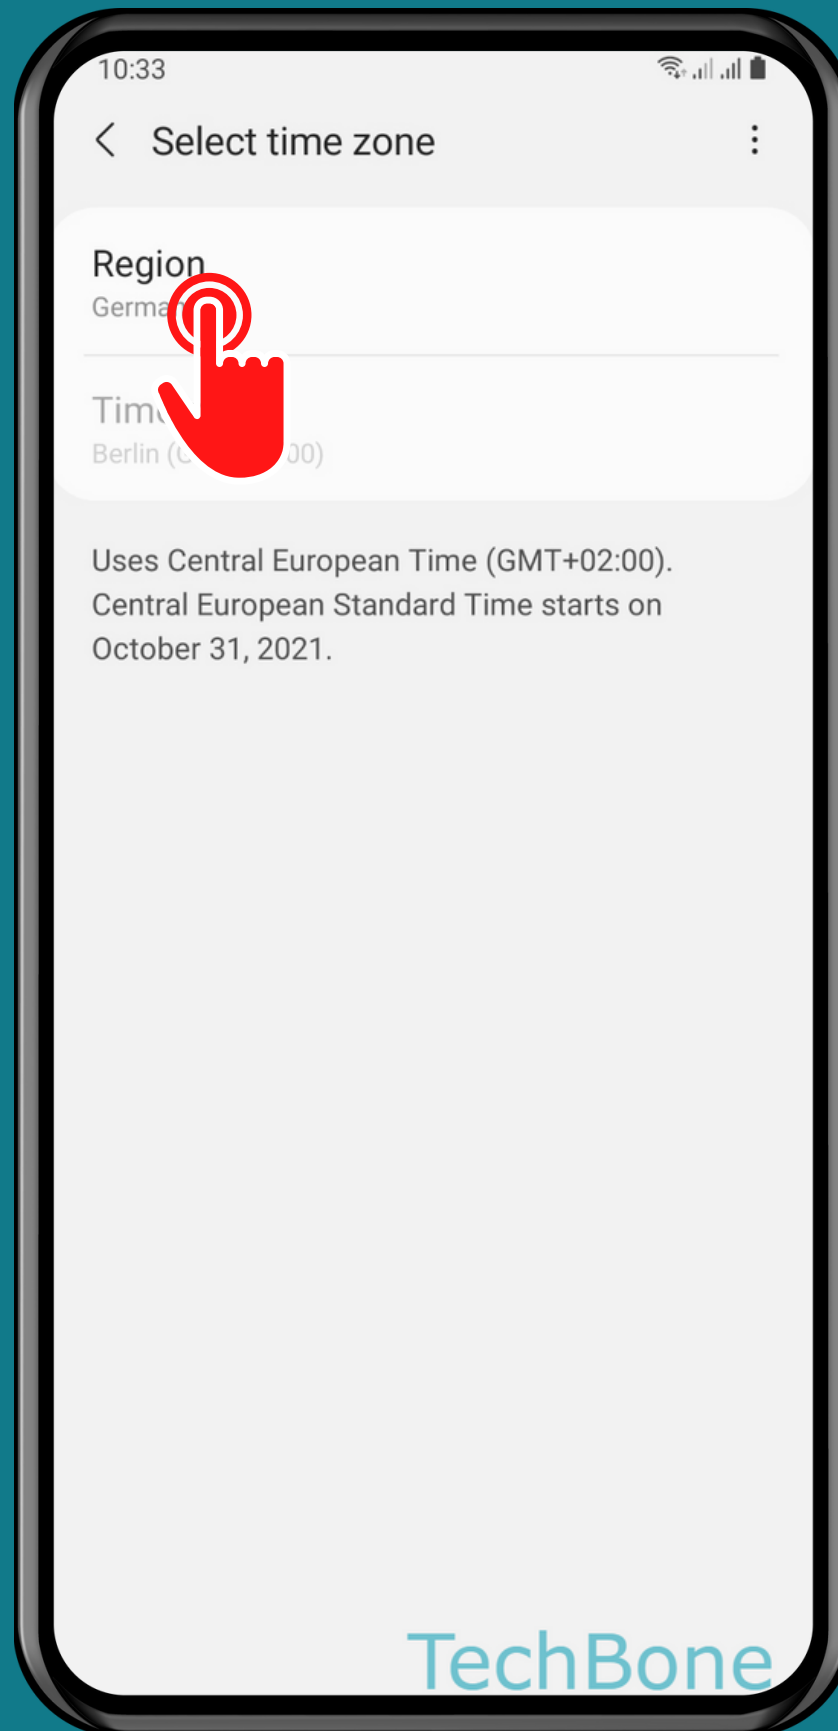 10:33
Select time zone
Region
Berlin
Uses Central European Time (GMT+02:00).
Central European Standard Time starts on
October 31, 2021.
TechBone